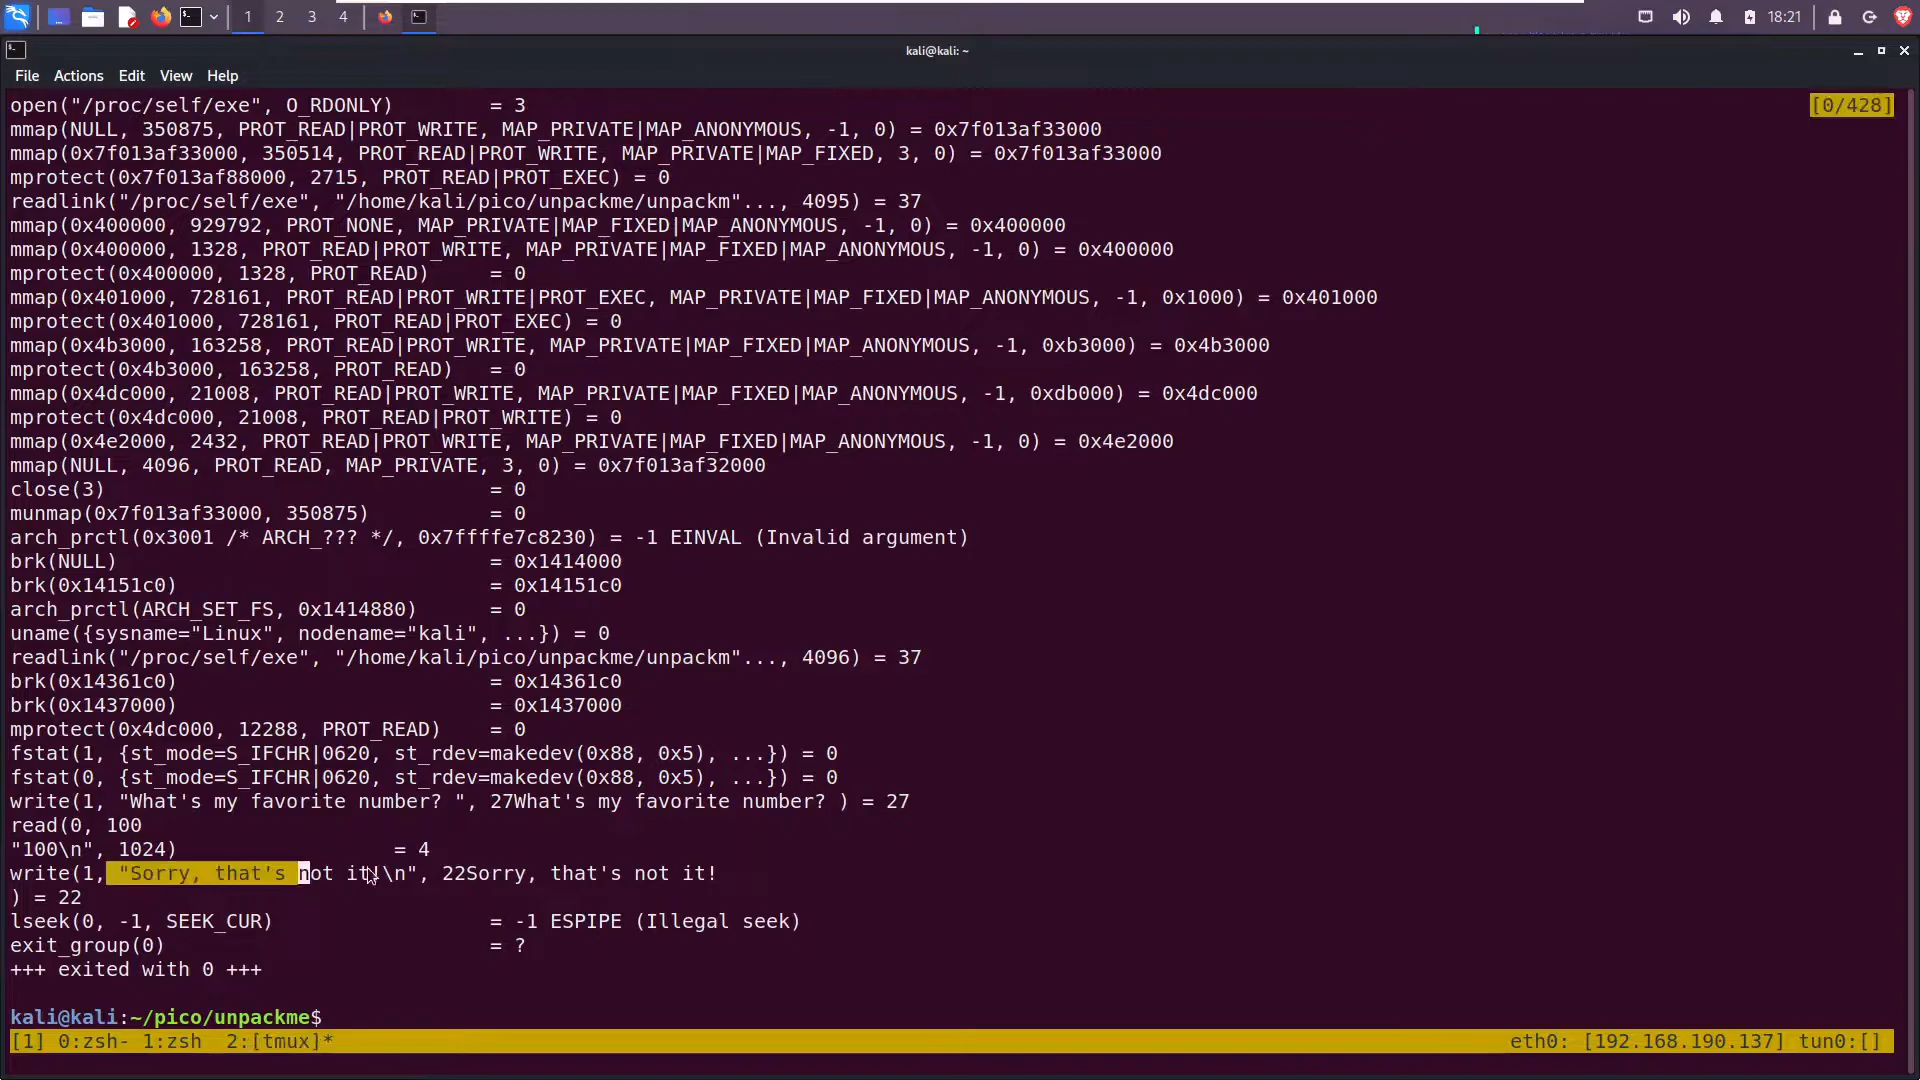 1 2 3 4 18:21
kali@kali: ~
File Actions Edit View Help
open("/proc/self/exe", O_RDONLY)        = 3 [0/428]
mmap(NULL, 350875, PROT_READ|PROT_WRITE, MAP_PRIVATE|MAP_ANONYMOUS, -1, 0) = 0x7f013af33000
mmap(0x7f013af33000, 350514, PROT_READ|PROT_WRITE, MAP_PRIVATE|MAP_FIXED, 3, 0) = 0x7f013af33000
mprotect(0x7f013af88000, 2715, PROT_READ|PROT_EXEC) = 0
readlink("/proc/self/exe", "/home/kali/pico/unpackme/unpackm"..., 4095) = 37
mmap(0x400000, 929792, PROT_NONE, MAP_PRIVATE|MAP_FIXED|MAP_ANONYMOUS, -1, 0) = 0x400000
mmap(0x400000, 1328, PROT_READ|PROT_WRITE, MAP_PRIVATE|MAP_FIXED|MAP_ANONYMOUS, -1, 0) = 0x400000
mprotect(0x400000, 1328, PROT_READ)     = 0
mmap(0x401000, 728161, PROT_READ|PROT_WRITE|PROT_EXEC, MAP_PRIVATE|MAP_FIXED|MAP_ANONYMOUS, -1, 0x1000) = 0x401000
mprotect(0x401000, 728161, PROT_READ|PROT_EXEC) = 0
mmap(0x4b3000, 163258, PROT_READ|PROT_WRITE, MAP_PRIVATE|MAP_FIXED|MAP_ANONYMOUS, -1, 0xb3000) = 0x4b3000
mprotect(0x4b3000, 163258, PROT_READ)   = 0
mmap(0x4dc000, 21008, PROT_READ|PROT_WRITE, MAP_PRIVATE|MAP_FIXED|MAP_ANONYMOUS, -1, 0xdb000) = 0x4dc000
mprotect(0x4dc000, 21008, PROT_READ|PROT_WRITE) = 0
mmap(0x4e2000, 2432, PROT_READ|PROT_WRITE, MAP_PRIVATE|MAP_FIXED|MAP_ANONYMOUS, -1, 0) = 0x4e2000
mmap(NULL, 4096, PROT_READ, MAP_PRIVATE, 3, 0) = 0x7f013af32000
close(3)                                = 0
munmap(0x7f013af33000, 350875)          = 0
arch_prctl(0x3001 /* ARCH_??? */, 0x7ffffe7c8230) = -1 EINVAL (Invalid argument)
brk(NULL)                               = 0x1414000
brk(0x14151c0)                          = 0x14151c0
arch_prctl(ARCH_SET_FS, 0x1414880)      = 0
uname({sysname="Linux", nodename="kali", ...}) = 0
readlink("/proc/self/exe", "/home/kali/pico/unpackme/unpackm"..., 4096) = 37
brk(0x14361c0)                          = 0x14361c0
brk(0x1437000)                          = 0x1437000
mprotect(0x4dc000, 12288, PROT_READ)    = 0
fstat(1, {st_mode=S_IFCHR|0620, st_rdev=makedev(0x88, 0x5), ...}) = 0
fstat(0, {st_mode=S_IFCHR|0620, st_rdev=makedev(0x88, 0x5), ...}) = 0
write(1, "What's my favorite number? ", 27What's my favorite number? ) = 27
read(0, 100
"100\n", 1024)                  = 4
write(1, "Sorry, that's not it!\n", 22Sorry, that's not it!
) = 22
lseek(0, -1, SEEK_CUR)                  = -1 ESPIPE (Illegal seek)
exit_group(0)                           = ?
+++ exited with 0 +++
kali@kali:~/pico/unpackme$
[1] 0:zsh- 1:zsh  2:[tmux]* eth0: [192.168.190.137] tun0:[]